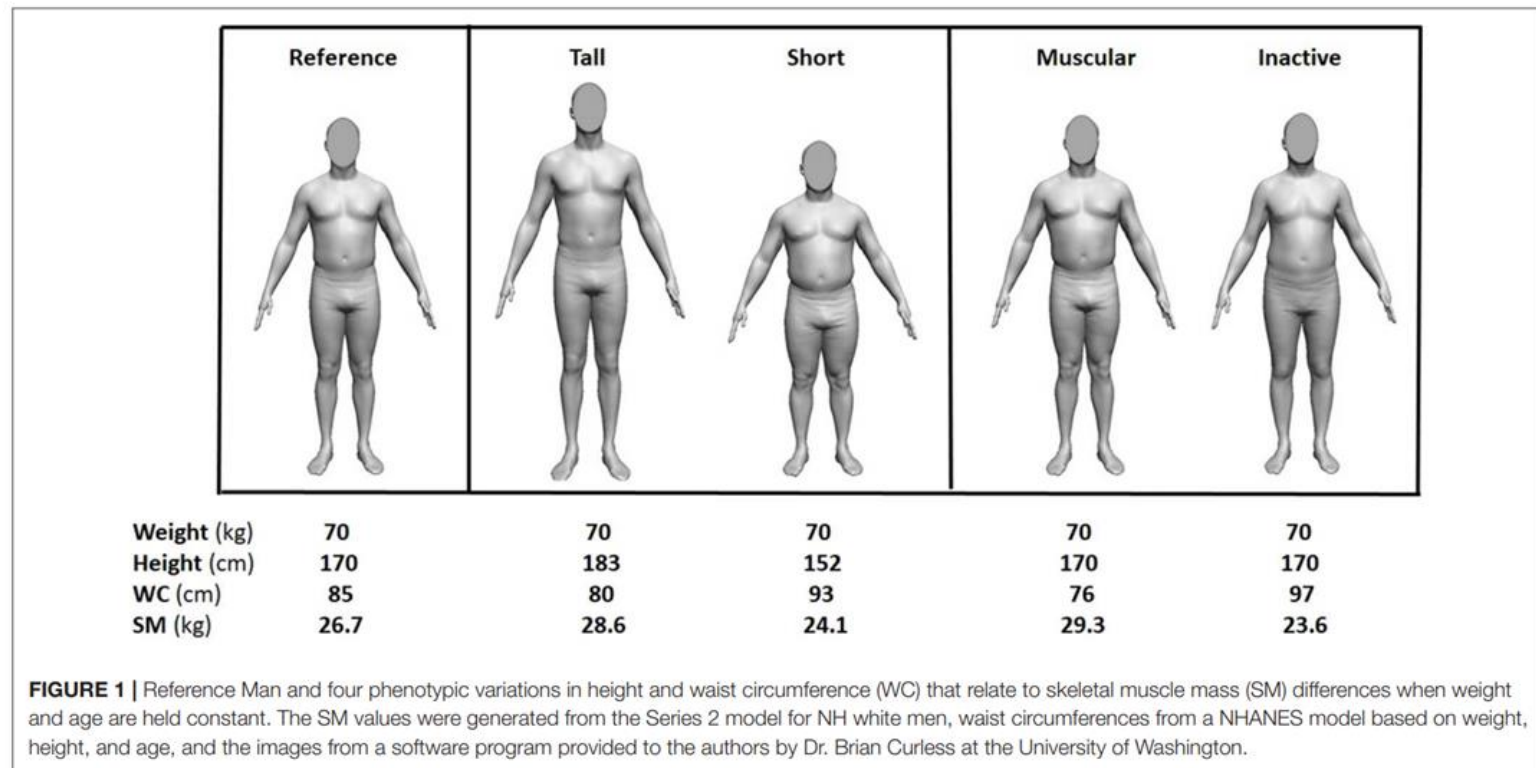 Reference Tall Short Muscular Inactive
Weight (kg) 70 70 70 70 70
Height (cm) 170 183 152 170 170
WC (cm) 85 80 93 76 97
SM (kg) 26.7 28.6 24.1 29.3 23.6
FIGURE 1 | Reference Man and four phenotypic variations in height and waist circumference (WC) that relate to skeletal muscle mass (SM) differences when weight
and age are held constant. The SM values were generated from the Series 2 model for NH white men, waist circumferences from a NHANES model based on weight,
height, and age, and the images from a software program provided to the authors by Dr. Brian Curless at the University of Washington.